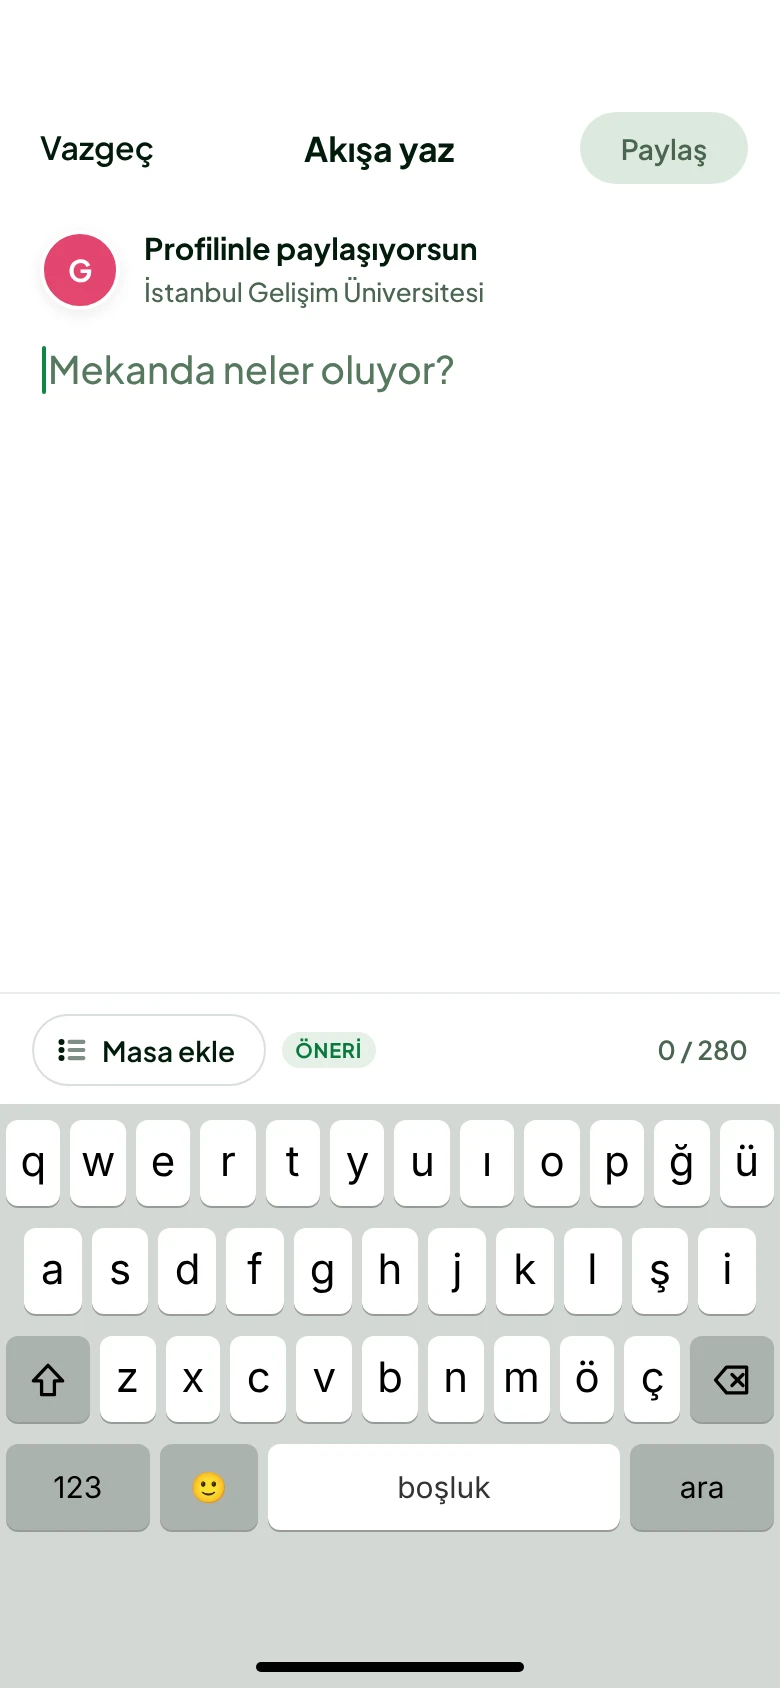 Vazgeç
Akışa yaz
Paylaş
G
Profilinle paylaşıyorsun
İstanbul Gelişim Üniversitesi
Mekanda neler oluyor?
Masa ekle
ÖNERİ
0 / 280
q w e r t y u ı o p ğ ü
a s d f g h j k l ş i
z x c v b n m ö ç
123
boşluk
ara